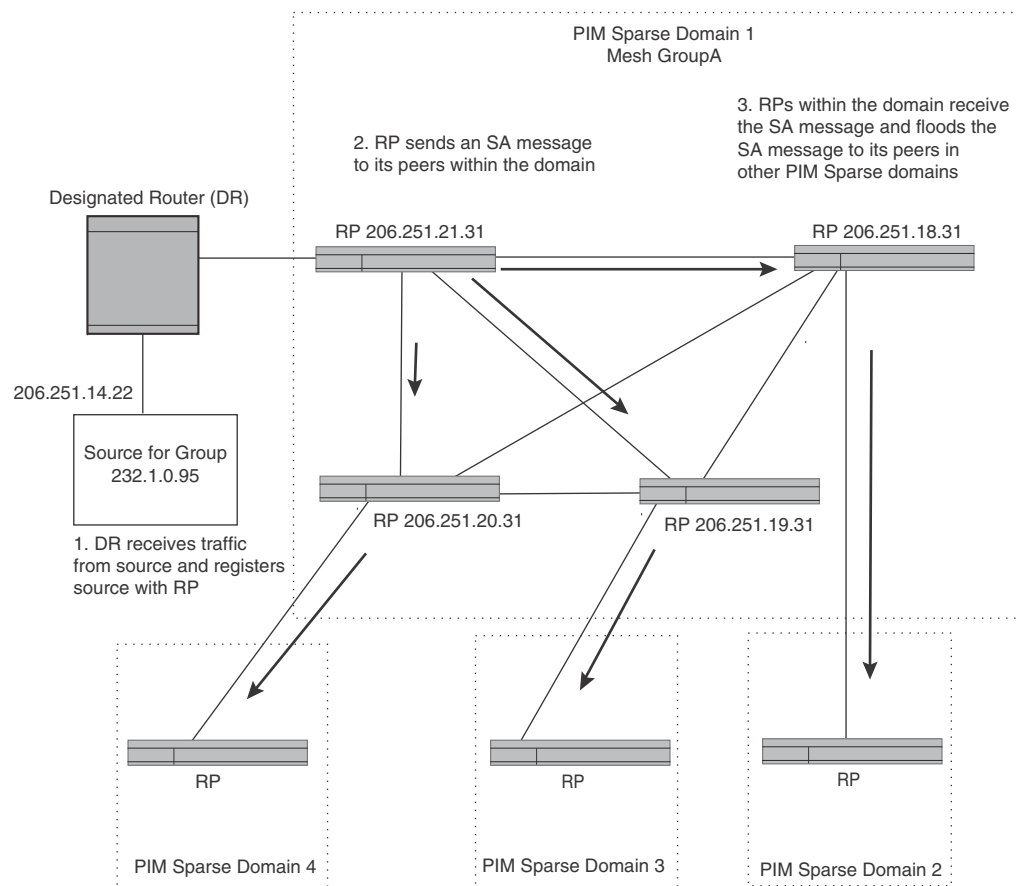 PIM Sparse Domain 1
Mesh GroupA
3. RPs within the domain receive
the SA message and floods the
SA message to its peers in
other PIM Sparse domains
2. RP sends an SA message
to its peers within the domain
Designated Router (DR)
RP 206.251.21.31
RP 206.251.18.31
206.251.14.22
Source for Group
232.1.0.95
RP 206.251.20.31
RP 206.251.19.31
1. DR receives traffic
from source and registers
source with RP
RP
RP
RP
PIM Sparse Domain 4
PIM Sparse Domain 3
PIM Sparse Domain 2